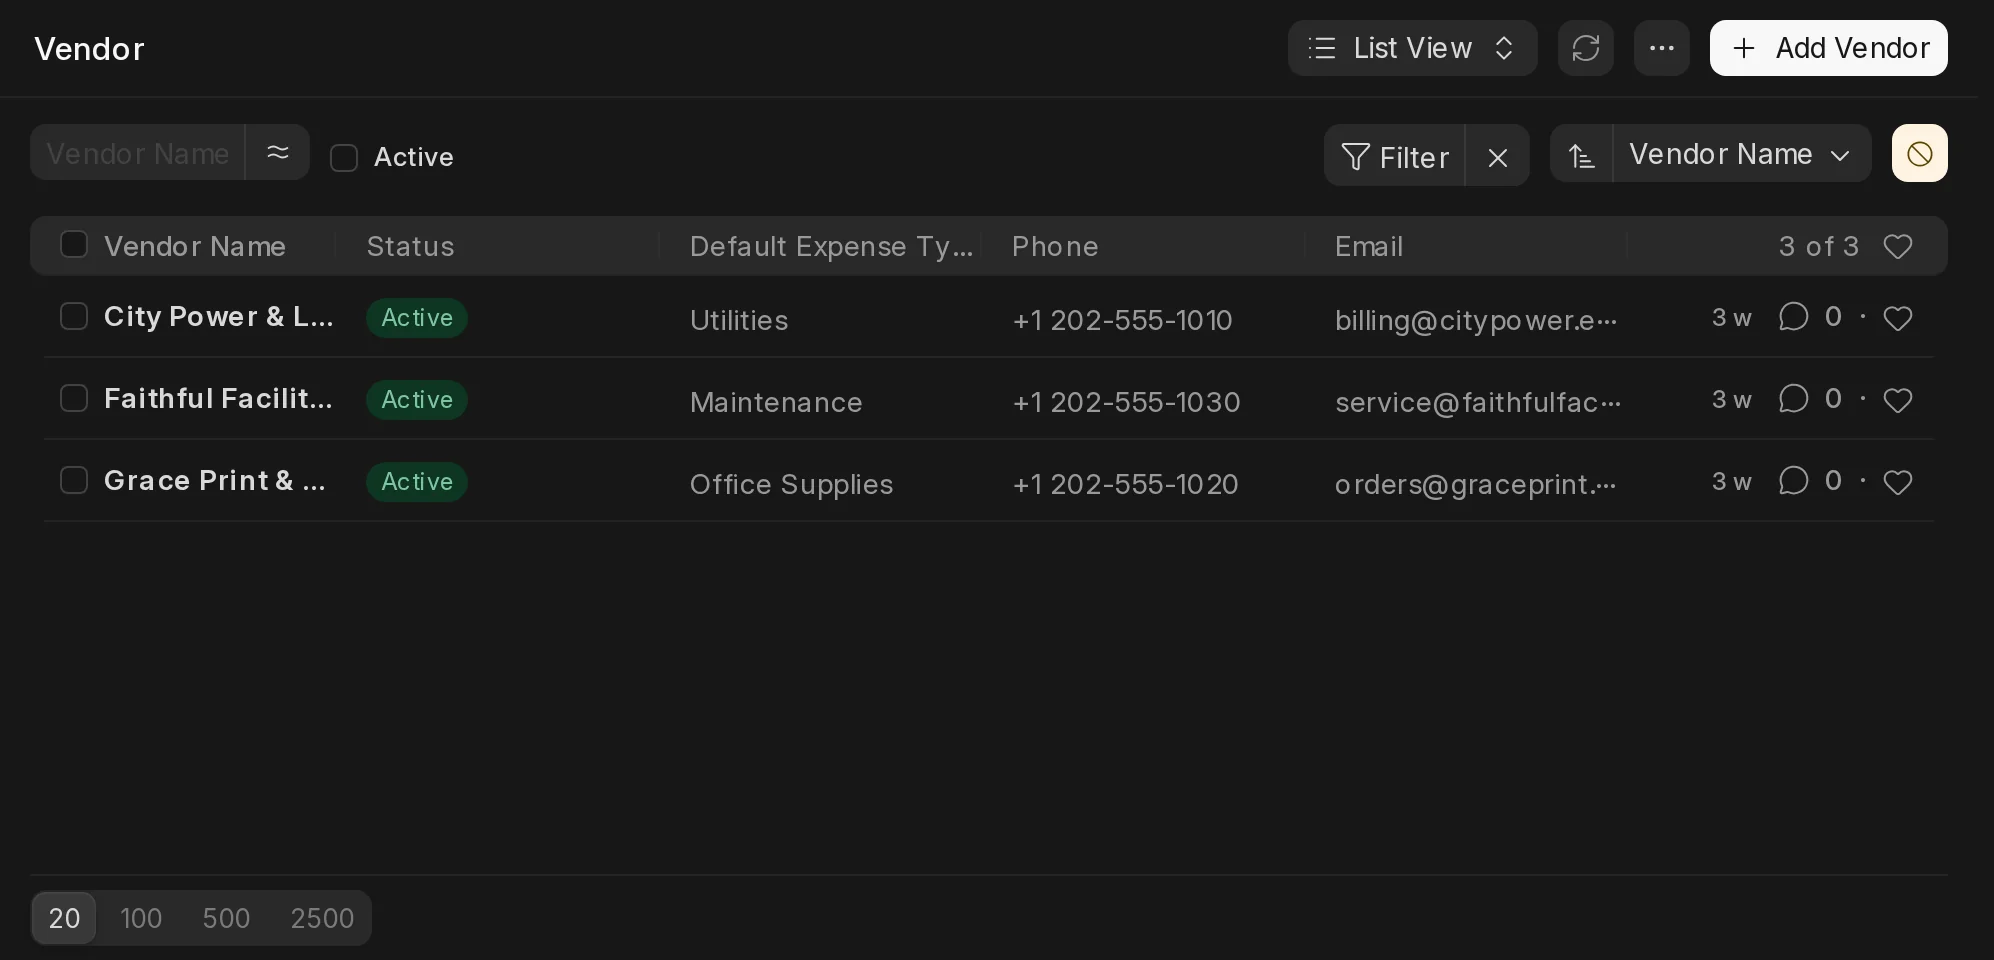 Vendor
List View
Add Vendor
Vendor Name
Active
Filter
Vendor Name
Vendor Name Status Default Expense Ty... Phone Email 3 of 3
City Power & L... Active Utilities +1 202-555-1010 billing@citypower.e... 3 w 0 ·
Faithful Facilit... Active Maintenance +1 202-555-1030 service@faithfulfac... 3 w 0 ·
Grace Print & ... Active Office Supplies +1 202-555-1020 orders@graceprint.... 3 w 0 ·
20 100 500 2500